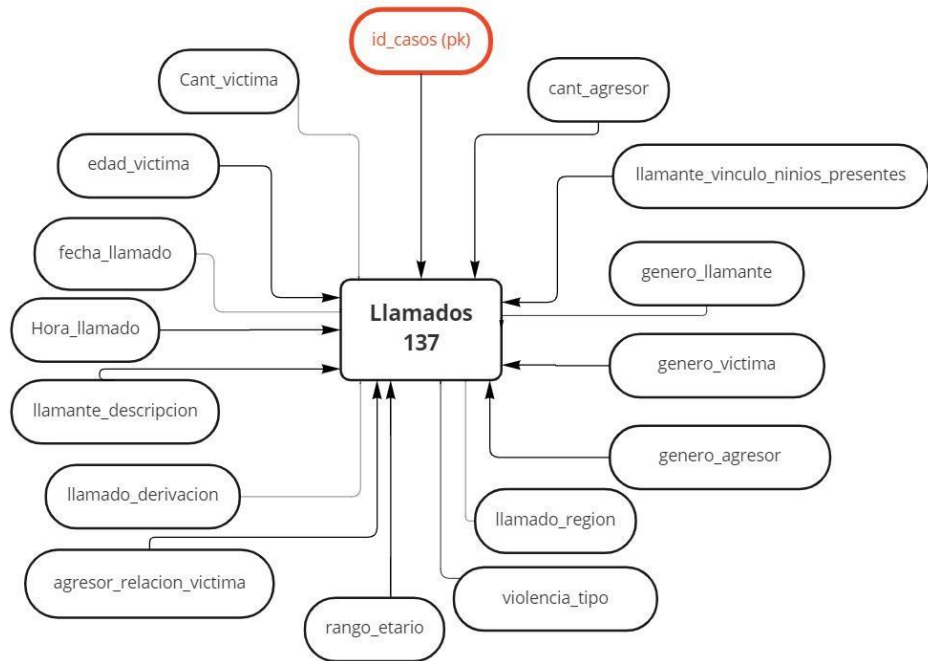 id_casos (pk)
Cant_victima
cant_agresor
edad_victima
llamante_vinculo_ninios_presentes
fecha_llamado
genero_llamante
Llamados
137
Hora_llamado
genero_victima
llamante_descripcion
genero_agresor
llamado_derivacion
llamado_region
agresor_relacion_victima
violencia_tipo
rango_etario